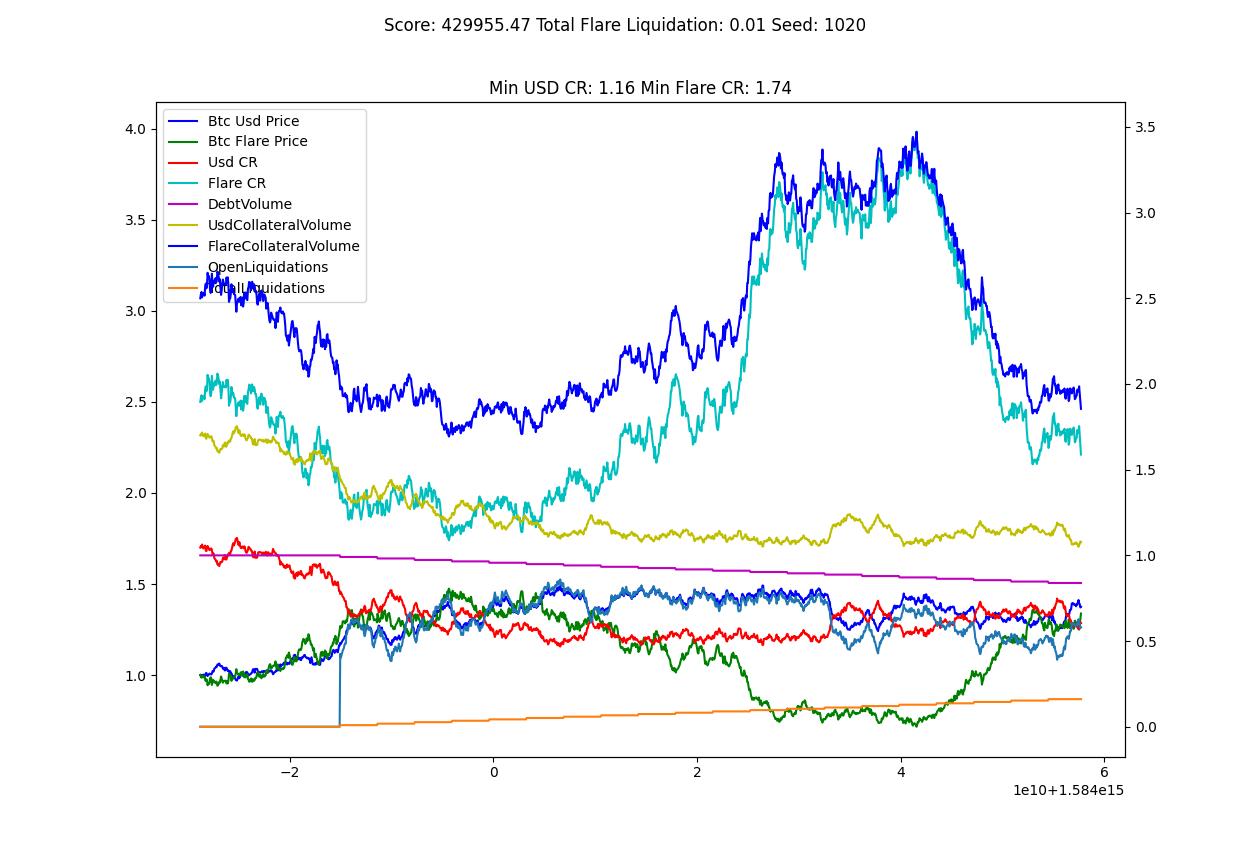 Score: 429955.47 Total Flare Liquidation: 0.01 Seed: 1020
Min USD CR: 1.16 Min Flare CR: 1.74
Btc Usd Price
Btc Flare Price
Usd CR
Flare CR
DebtVolume
UsdCollateralVolume
FlareCollateralVolume
OpenLiquidations
TotalLiquidations
4.0
3.5
3.0
2.5
2.0
1.5
1.0
3.5
3.0
2.5
2.0
1.5
1.0
0.5
0.0
−2
0
2
4
6
1e10+1.584e15